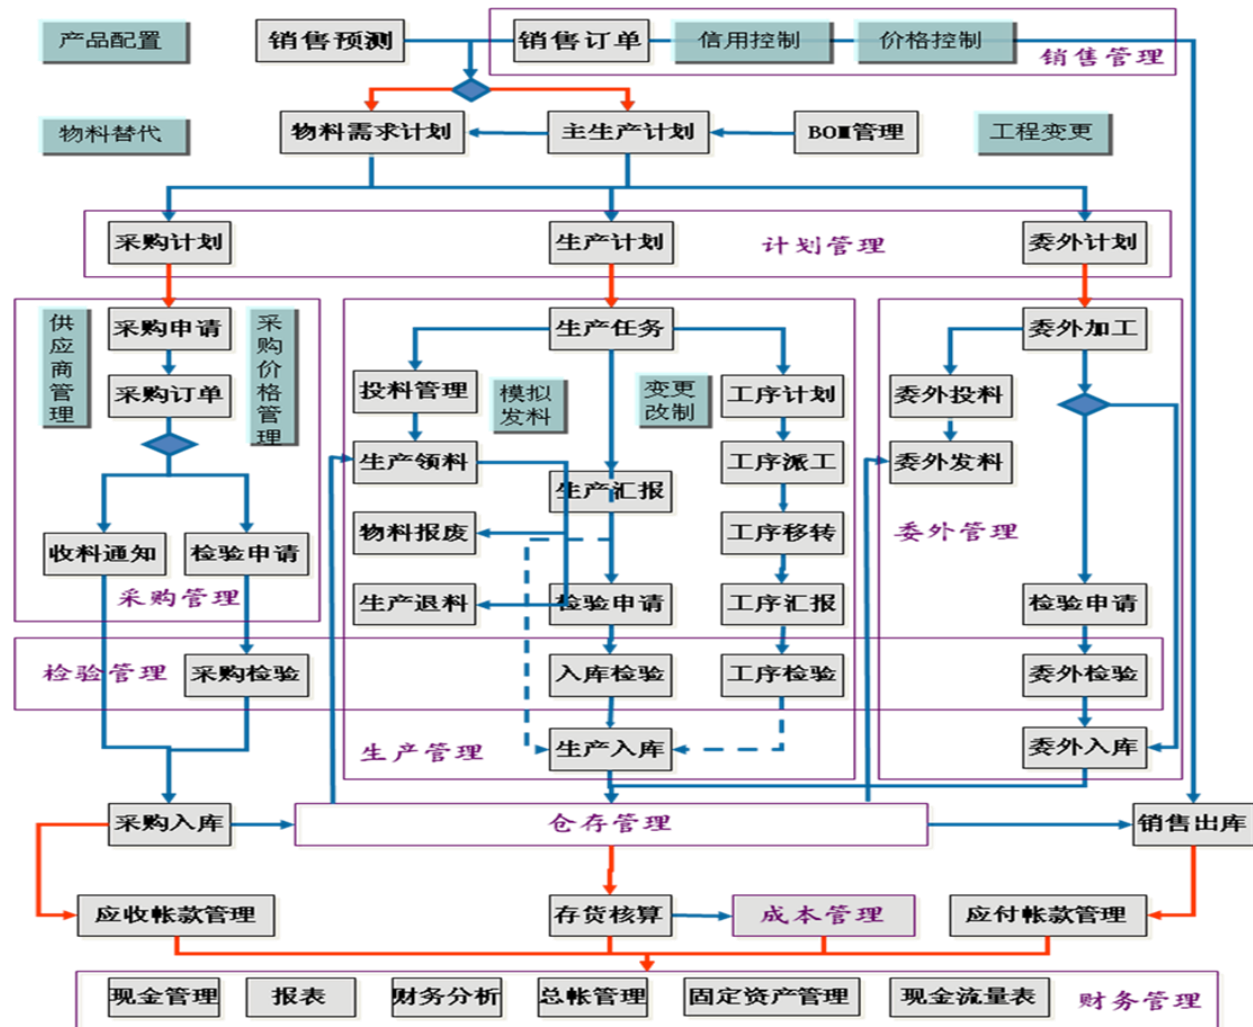 产品配置
销售预测
销售订单
信用控制
价格控制
销售管理
物料替代
物料需求计划
主生产计划
BOM管理
工程变更
采购计划
生产计划
计划管理
委外计划
供应商管理
采购申请
采购价格管理
采购订单
收料通知
检验申请
采购管理
生产任务
投料管理
模拟
发料
变更
改制
工序计划
生产领料
生产汇报
工序派工
物料报废
工序移转
生产退料
检验申请
工序汇报
委外加工
委外投料
委外发料
委外管理
检验申请
检验管理
采购检验
入库检验
工序检验
委外检验
生产管理
生产入库
委外入库
采购入库
仓存管理
销售出库
应收帐款管理
存货核算
成本管理
应付帐款管理
现金管理
报表
财务分析
总帐管理
固定资产管理
现金流量表
财务管理